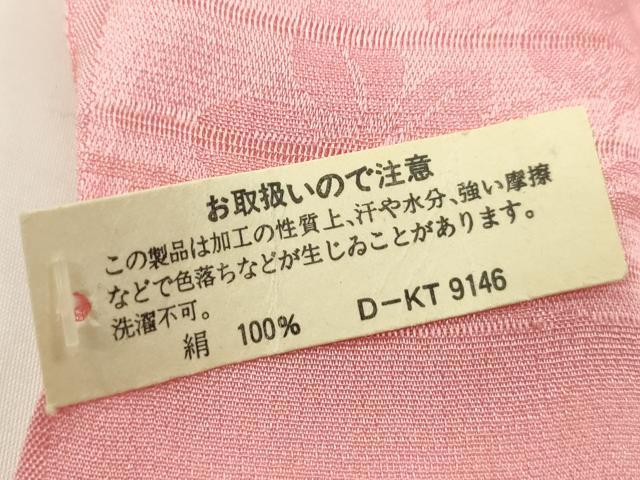 お取扱いので注意
この製品は加工の性質上、汗や水分、強い摩擦
などで色落ちなどが生じゐことがあります。
洗濯不可。
絹 100% D-KT 9146